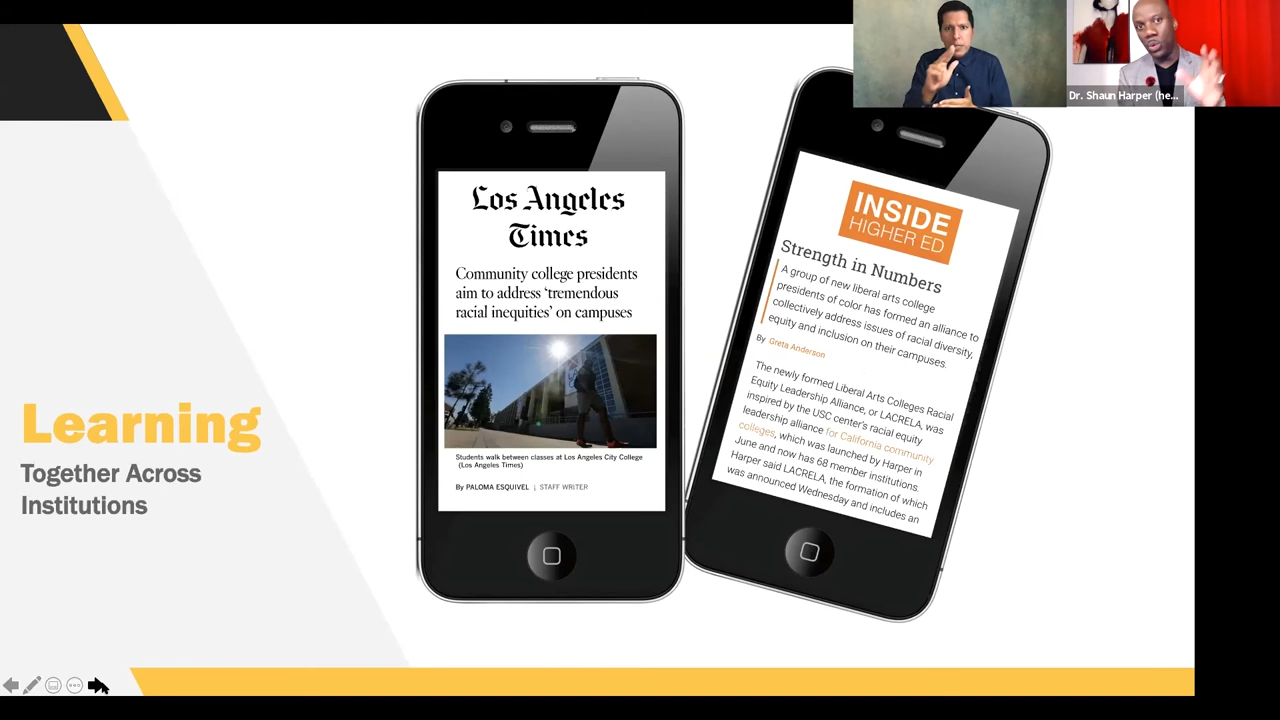 Dr. Shaun Harper (he...
Los Angeles
Times
Community college presidents
aim to address ‘tremendous
racial inequities’ on campuses
Students walk between classes at Los Angeles City College
(Los Angeles Times)
By PALOMA ESQUIVEL | STAFF WRITER
INSIDE
HIGHER ED
Strength in Numbers
A group of new liberal arts college
presidents of color has formed an alliance to
collectively address issues of racial diversity,
equity and inclusion on their campuses.
By Greta Anderson
The newly formed Liberal Arts Colleges Racial
Equity Leadership Alliance, or LACRELA, was
inspired by the USC center's racial equity
leadership alliance for California community
colleges, which was launched by Harper in
June and now has 68 member institutions.
Harper said LACRELA, the formation of which
was announced Wednesday and includes an
Learning
Together Across
Institutions